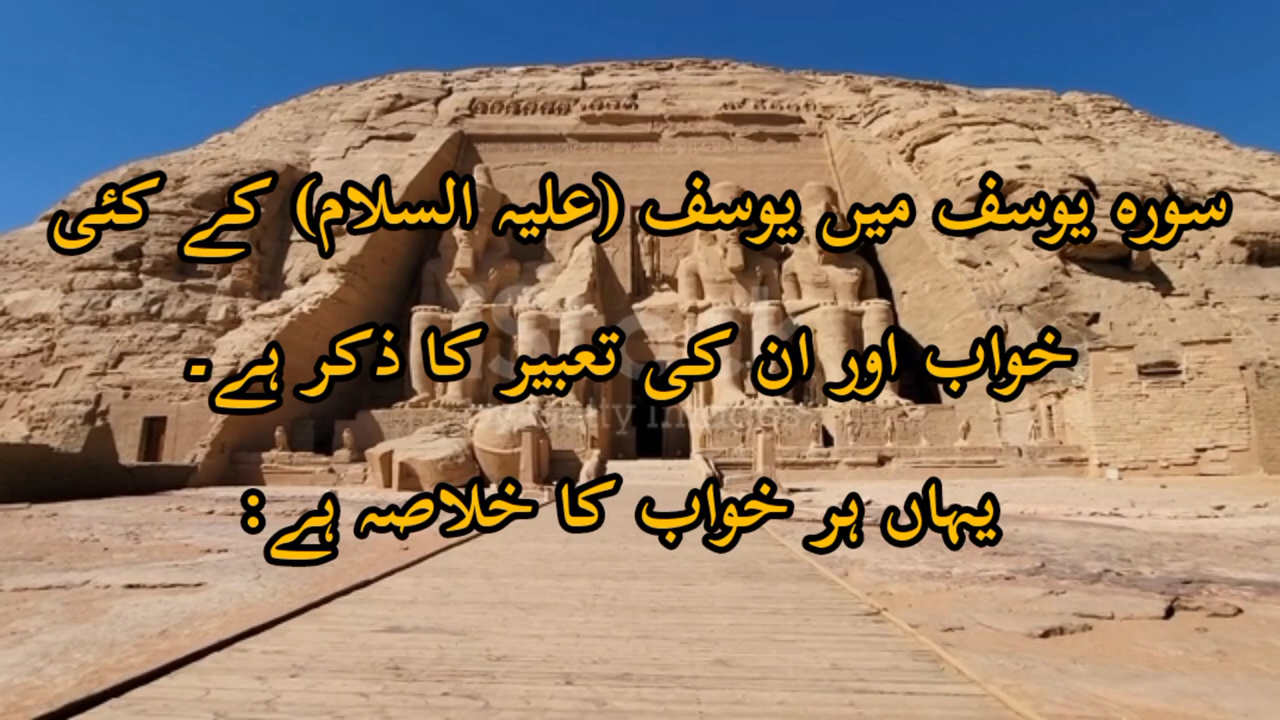 سورہ یوسف میں یوسف (علیہ السلام) کے کئی
خواب اور ان کی تعبیر کا ذکر ہے۔
یہاں ہر خواب کا خلاصہ ہے: